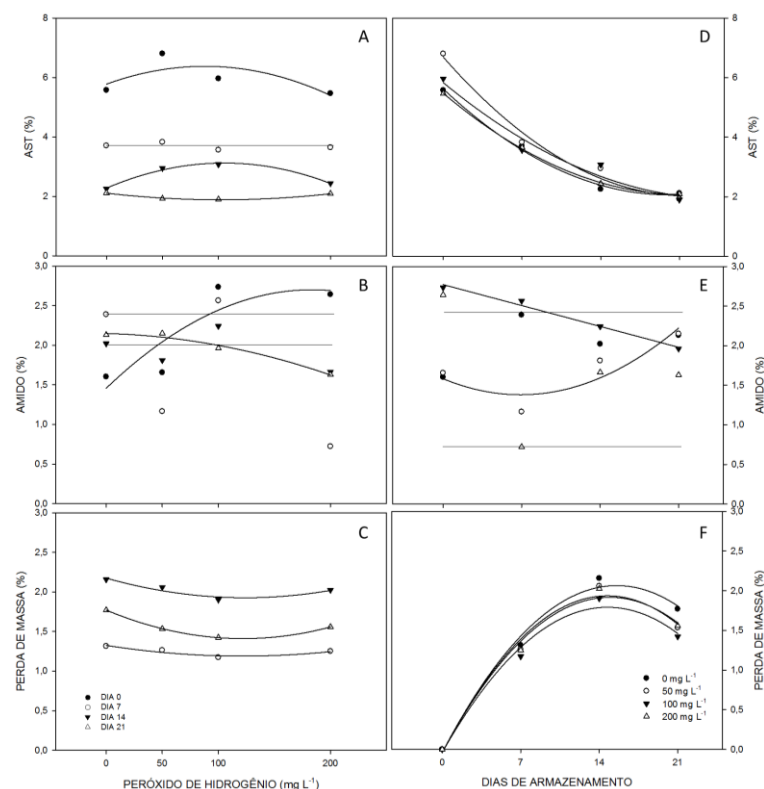 8
6
4
2
0
AST (%)
A
D
8
6
4
2
0
AST (%)
3,0
2,5
2,0
1,5
1,0
0,5
0,0
AMIDO (%)
B
E
3,0
2,5
2,0
1,5
1,0
0,5
0,0
AMIDO (%)
3,0
2,5
2,0
1,5
1,0
0,5
0,0
PERDA DE MASSA (%)
C
DIA 0
DIA 7
DIA 14
DIA 21
F
0 mg L⁻¹
50 mg L⁻¹
100 mg L⁻¹
200 mg L⁻¹
3,0
2,5
2,0
1,5
1,0
0,5
0,0
PERDA DE MASSA (%)
0 50 100 200
PERÓXIDO DE HIDROGÊNIO (mg L⁻¹)
0 7 14 21
DIAS DE ARMAZENAMENTO